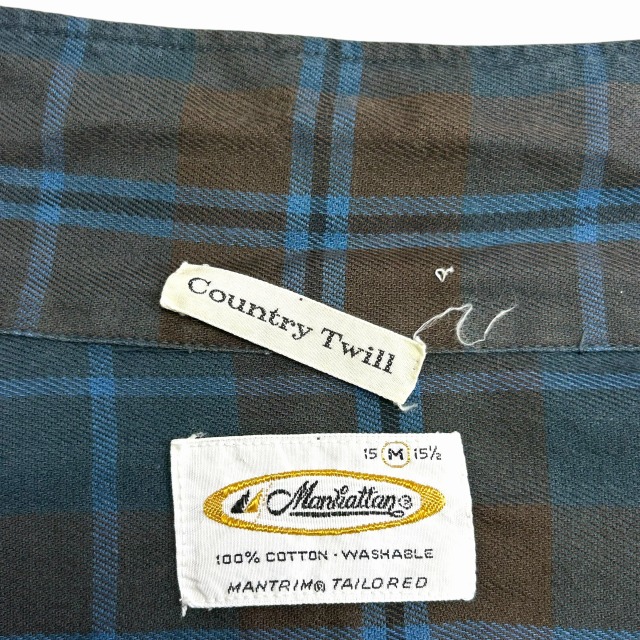 Country Twill
15 M 15½
Manhattan®
100% COTTON · WASHABLE
MANTRIM® TAILORED